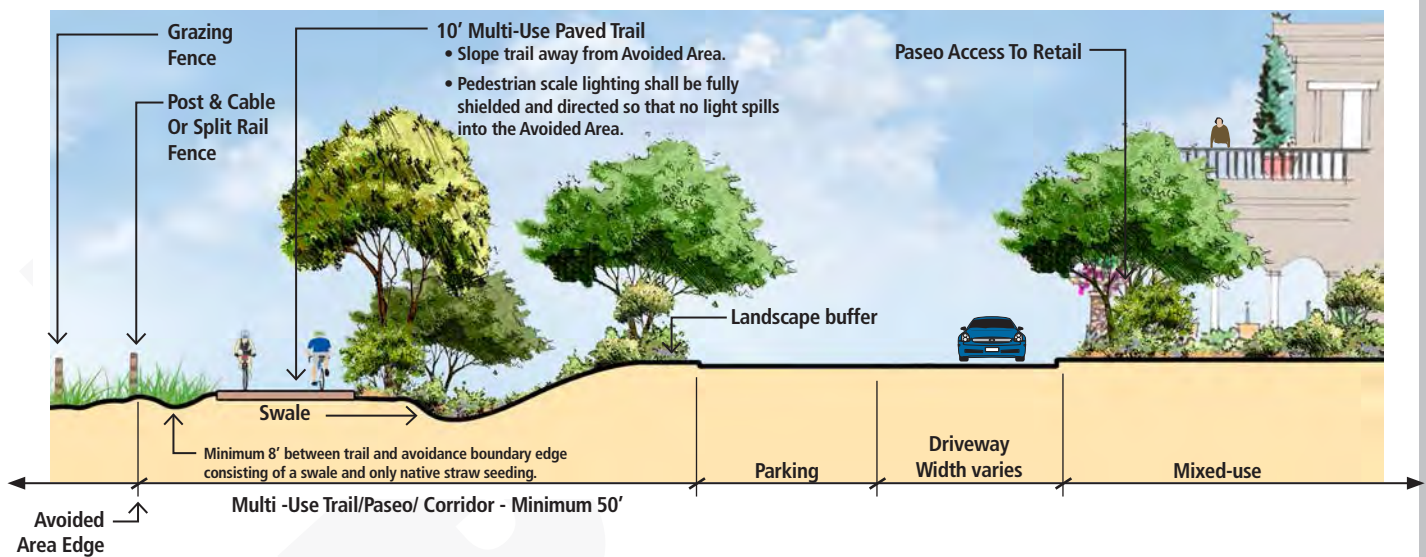 Grazing
Fence
Post & Cable
Or Split Rail
Fence
10’ Multi-Use Paved Trail
• Slope trail away from Avoided Area.
• Pedestrian scale lighting shall be fully
shielded and directed so that no light spills
into the Avoided Area.
Paseo Access To Retail
Landscape buffer
Swale
Minimum 8’ between trail and avoidance boundary edge
consisting of a swale and only native straw seeding.
Parking
Driveway
Width varies
Mixed-use
Multi -Use Trail/Paseo/ Corridor - Minimum 50’
Avoided
Area Edge